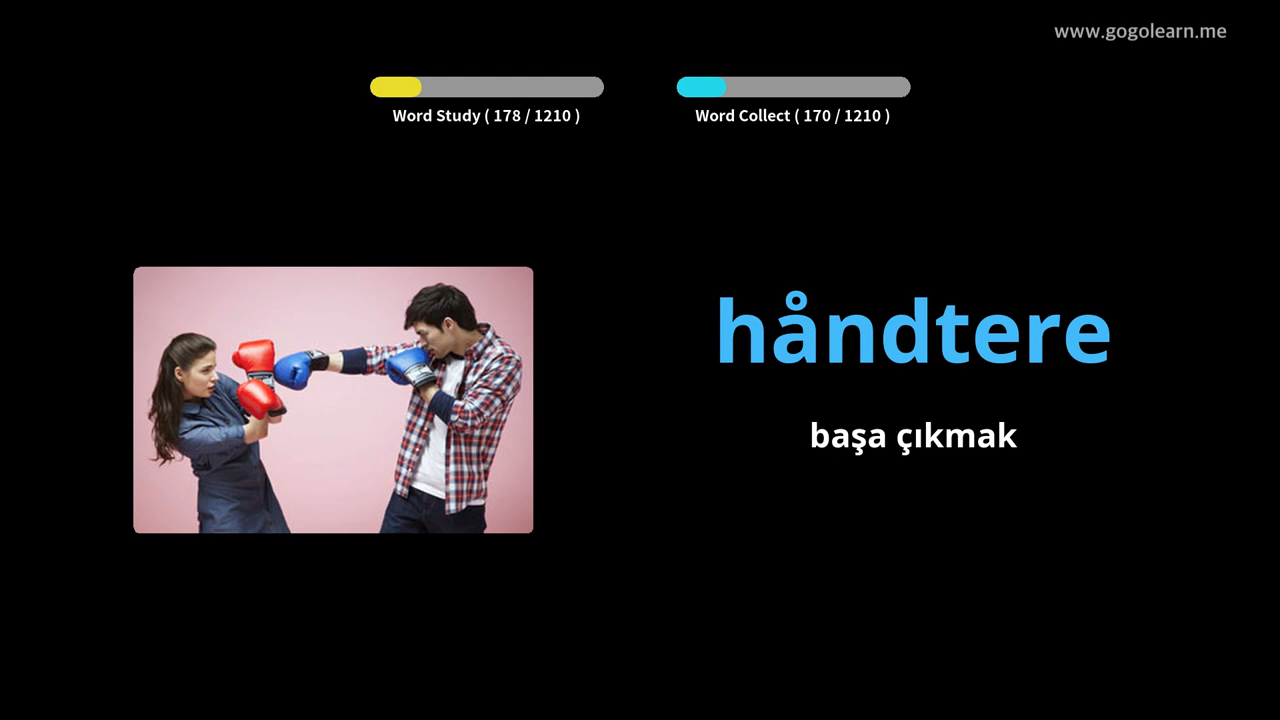 www.gogolearn.me
Word Study ( 178 / 1210 )
Word Collect ( 170 / 1210 )
håndtere
başa çıkmak